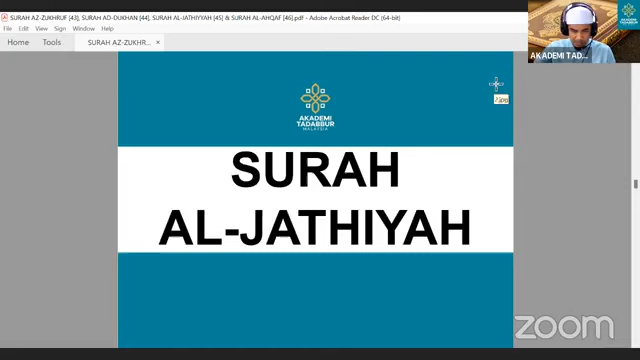 SURAH AZ-ZUKHRUF [43], SURAH AD-DUKHAN [44], SURAH AL-JATHIYAH [45] & SURAH AL-AHQAF [46].pdf - Adobe Acrobat Reader DC (64-bit)
File Edit View Sign Window Help
Home Tools SURAH AZ-ZUKHR... ×
AKADEMI TAD...
AKADEMI
TADABBUR
MALAYSIA
SURAH
AL-JATHIYAH
zoom